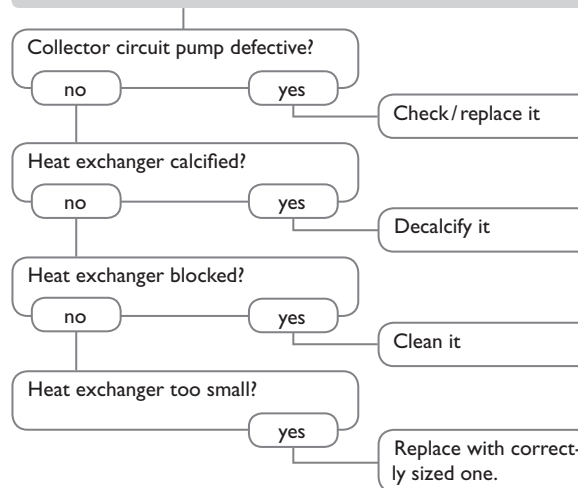 Collector circuit pump defective?
no
yes
Check / replace it
Heat exchanger calcified?
no
yes
Decalcify it
Heat exchanger blocked?
no
yes
Clean it
Heat exchanger too small?
yes
Replace with correct-
ly sized one.